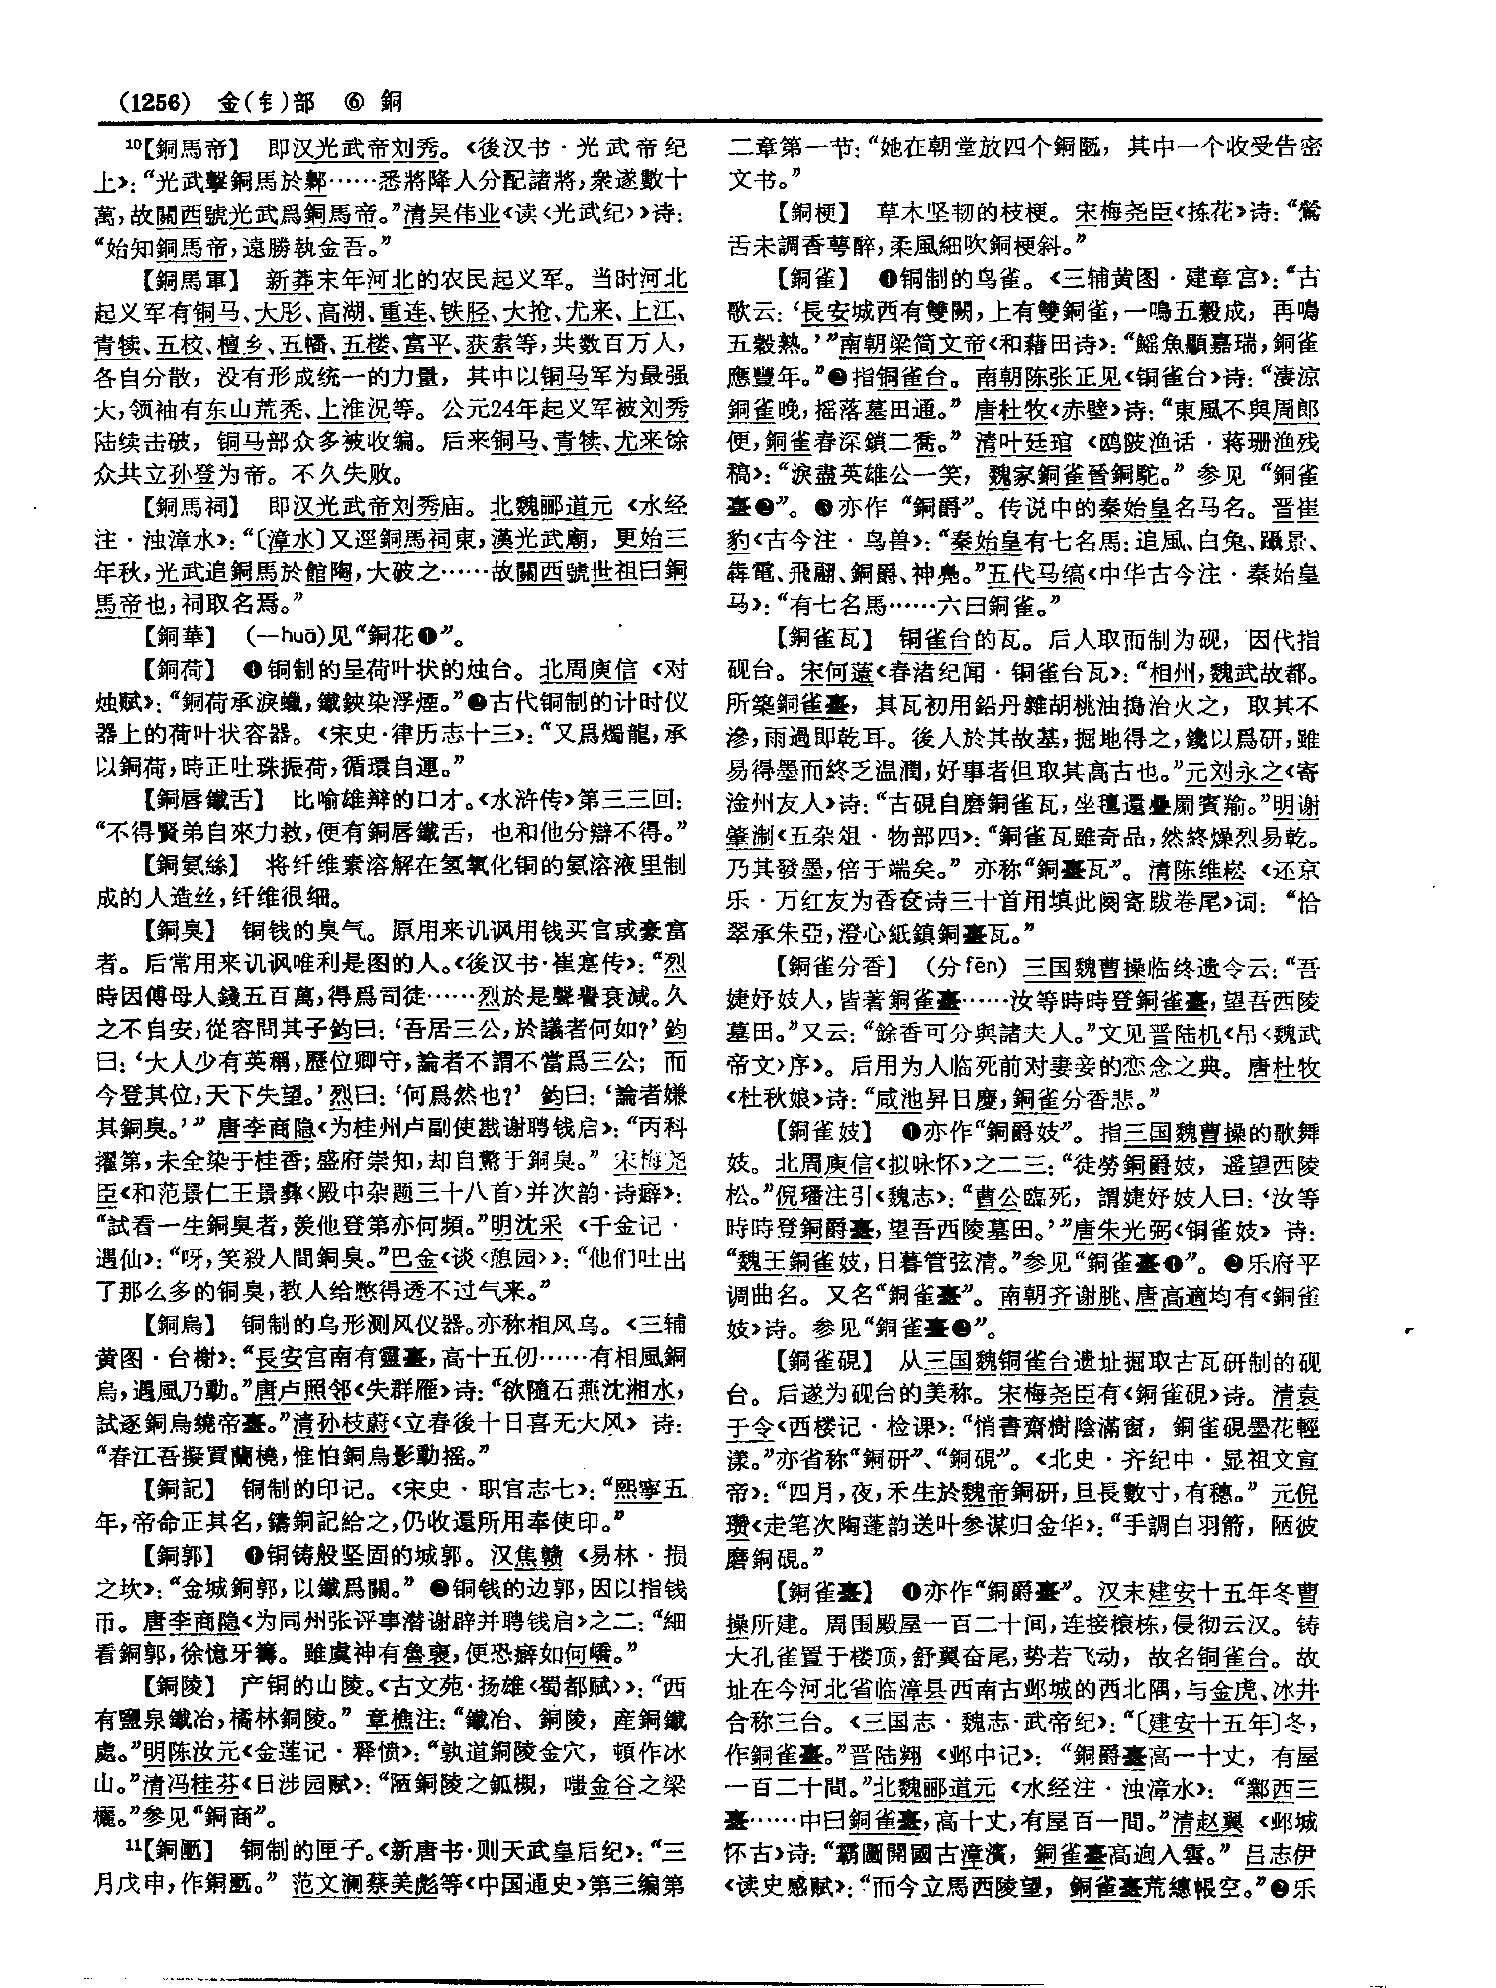 (1256) 金(钅)部 ⑥ 銅
10【銅馬帝】 即汉光武帝刘秀。《後汉书·光武帝纪
上》:“光武擊銅馬於鄡……悉將降人分配諸將,衆遂數十
萬,故關西號光武爲銅馬帝。”清吴伟业《读〈光武纪〉》诗:
“始知銅馬帝,遠勝執金吾。”
【銅馬軍】 新莽末年河北的农民起义军。当时河北
起义军有铜马、大彤、高湖、重连、铁胫、大抢、尤来、上江、
青犊、五校、檀乡、五幡、五楼、富平、获索等,共数百万人,
各自分散,没有形成统一的力量,其中以铜马军为最强
大,领袖有东山荒秃、上淮况等。公元24年起义军被刘秀
陆续击破,铜马部众多被收编。后来铜马、青犊、尤来馀
众共立孙登为帝。不久失败。
【銅馬祠】 即汉光武帝刘秀庙。北魏郦道元《水经
注·浊漳水》:“〔漳水〕又逕銅馬祠東,漢光武廟,更始三
年秋,光武追銅馬於館陶,大破之……故關西號世祖曰銅
馬帝也,祠取名焉。”
【銅華】 (—huā)见“銅花❶”。
【銅荷】 ❶铜制的呈荷叶状的烛台。北周庾信《对
烛赋》:“銅荷承淚蠟,鐵鋏染浮煙。”❷古代铜制的计时仪
器上的荷叶状容器。《宋史·律历志十三》:“又爲燭龍,承
以銅荷,時正吐珠振荷,循環自運。”
【銅唇鐵舌】 比喻雄辩的口才。《水浒传》第三三回:
“不得賢弟自來力救,便有銅唇鐵舌,也和他分辯不得。”
【銅氨絲】 将纤维素溶解在氢氧化铜的氨溶液里制
成的人造丝,纤维很细。
【銅臭】 铜钱的臭气。原用来讥讽用钱买官或豪富
者。后常用来讥讽唯利是图的人。《後汉书·崔寔传》:“烈
時因傅母入錢五百萬,得爲司徒……烈於是聲譽衰減。久
之不自安,從容問其子鈞曰:‘吾居三公,於議者何如?’鈞
曰:‘大人少有英稱,歷位卿守,論者不謂不當爲三公;而
今登其位,天下失望。’烈曰:‘何爲然也?’鈞曰:‘論者嫌
其銅臭。’”唐李商隐《为桂州卢副使戡谢聘钱启》:“丙科
擢第,未全染于桂香;盛府崇知,却自驚于銅臭。”宋梅尧
臣《和范景仁王景彝〈殿中杂题三十八首〉并次韵·诗癖》:
“試看一生銅臭者,羡他登第亦何頻。”明沈采《千金记·
遇仙》:“呀,笑殺人間銅臭。”巴金《谈〈憩园〉》:“他们吐出
了那么多的铜臭,教人给憋得透不过气来。”
【銅烏】 铜制的乌形测风仪器。亦称相风乌。《三辅
黄图·台榭》:“長安宫南有靈臺,高十五仞……有相風銅
烏,遇風乃動。”唐卢照邻《失群雁》诗:“欲隨石燕沈湘水,
試逐銅烏繞帝臺。”清孙枝蔚《立春後十日喜无大风》诗:
“春江吾擬買蘭橈,惟怕銅烏影動摇。”
【銅記】 铜制的印记。《宋史·职官志七》:“熙寧五
年,帝命正其名,鑄銅記給之,仍收還所用奉使印。”
【銅郭】 ❶铜铸般坚固的城郭。汉焦赣《易林·损
之坎》:“金城銅郭,以鐵爲關。”❷铜钱的边郭,因以指钱
币。唐李商隐《为同州张评事潜谢辟并聘钱启》之二:“細
看銅郭,徐憶牙籌。雖虞神有魯褒,便恐癖如何嶠。”
【銅陵】 产铜的山陵。《古文苑·扬雄〈蜀都赋〉》:“西
有鹽泉鐵冶,橘林銅陵。”章樵注:“鐵冶、銅陵,産銅鐵
處。”明陈汝元《金莲记·释愤》:“孰道銅陵金穴,頓作冰
山。”清冯桂芬《日涉园赋》:“陋銅陵之鈲槻,嗤金谷之梁
欐。”参见“銅商”。
11【銅匭】 铜制的匣子。《新唐书·则天武皇后纪》:“三
月戊申,作銅匭。”范文澜蔡美彪等《中国通史》第三编第
二章第一节:“她在朝堂放四个銅匭,其中一个收受告密
文书。”
【銅梗】 草木坚韧的枝梗。宋梅尧臣《拣花》诗:“鶯
舌未調香萼醉,柔風細吹銅梗斜。”
【銅雀】 ❶铜制的鸟雀。《三辅黄图·建章宫》:“古
歌云:‘長安城西有雙闕,上有雙銅雀,一鳴五穀成,再鳴
五穀熟。’”南朝梁简文帝《和藉田诗》:“鰩魚顯嘉瑞,銅雀
應豐年。”❷指铜雀台。南朝陈张正见《铜雀台》诗:“淒涼
銅雀晚,摇落墓田通。”唐杜牧《赤壁》诗:“東風不與周郎
便,銅雀春深鎖二喬。”清叶廷琯《鸥陂渔话·蒋珊渔残
稿》:“淚盡英雄公一笑,魏家銅雀晉銅駝。”参见“銅雀
臺❷”。❸亦作“銅爵”。传说中的秦始皇名马名。晋崔
豹《古今注·鸟兽》:“秦始皇有七名馬:追風、白兔、躡景、
犇電、飛翮、銅爵、神鳧。”五代马缟《中华古今注·秦始皇
马》:“有七名馬……六曰銅雀。”
【銅雀瓦】 铜雀台的瓦。后人取而制为砚,因代指
砚台。宋何薳《春渚纪闻·铜雀台瓦》:“相州,魏武故都。
所築銅雀臺,其瓦初用鉛丹雜胡桃油搗治火之,取其不
滲,雨過即乾耳。後人於其故基,掘地得之,鑱以爲研,雖
易得墨而終乏温潤,好事者但取其高古也。”元刘永之《寄
淦州友人》诗:“古硯自磨銅雀瓦,坐氊還疊罽賓褕。”明谢
肇淛《五杂俎·物部四》:“銅雀瓦雖奇品,然終燥烈易乾。
乃其發墨,倍于端矣。”亦称“銅臺瓦”。清陈维崧《还京
乐·万红友为香奁诗三十首用填此阕寄跋卷尾》词:“恰
翠承朱亞,澄心紙鎮銅臺瓦。”
【銅雀分香】 (分fēn) 三国魏曹操临终遗令云:“吾
婕妤妓人,皆著銅雀臺……汝等時時登銅雀臺,望吾西陵
墓田。”又云:“餘香可分與諸夫人。”文见晋陆机《吊〈魏武
帝文〉序》。后用为人临死前对妻妾的恋念之典。唐杜牧
《杜秋娘》诗:“咸池昇日慶,銅雀分香悲。”
【銅雀妓】 ❶亦作“銅爵妓”。指三国魏曹操的歌舞
妓。北周庾信《拟咏怀》之二三:“徒勞銅爵妓,遥望西陵
松。”倪璠注引《魏志》:“曹公臨死,謂婕妤妓人曰:‘汝等
時時登銅爵臺,望吾西陵墓田。’”唐朱光弼《铜雀妓》诗:
“魏王銅雀妓,日暮管弦清。”参见“銅雀臺❶”。❷乐府平
调曲名。又名“銅雀臺”。南朝齐谢朓、唐高適均有《銅雀
妓》诗。参见“銅雀臺❷”。
【銅雀硯】 从三国魏铜雀台遗址掘取古瓦研制的砚
台。后遂为砚台的美称。宋梅尧臣有《銅雀硯》诗。清袁
于令《西楼记·检课》:“悄書齋樹陰滿窗,銅雀硯墨花輕
漾。”亦省称“銅研”、“銅硯”。《北史·齐纪中·显祖文宣
帝》:“四月,夜,禾生於魏帝銅研,旦長數寸,有穗。”元倪
瓒《走笔次陶蓬韵送叶参谋归金华》:“手調白羽箭,陋彼
磨銅硯。”
【銅雀臺】 ❶亦作“銅爵臺”。汉末建安十五年冬曹
操所建。周围殿屋一百二十间,连接榱栋,侵彻云汉。铸
大孔雀置于楼顶,舒翼奋尾,势若飞动,故名铜雀台。故
址在今河北省临漳县西南古邺城的西北隅,与金虎、冰井
合称三台。《三国志·魏志·武帝纪》:“〔建安十五年〕冬,
作銅雀臺。”晋陆翙《邺中记》:“銅爵臺高一十丈,有屋
一百二十間。”北魏郦道元《水经注·浊漳水》:“鄴西三
臺……中曰銅雀臺,高十丈,有屋百一間。”清赵翼《邺城
怀古》诗:“霸圖開國古漳濱,銅雀臺高迥入雲。”吕志伊
《读史感赋》:“而今立馬西陵望,銅雀臺荒繐帳空。”❷乐